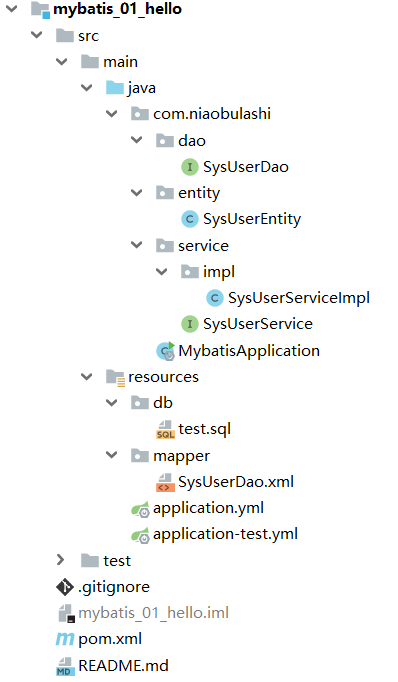 mybatis_01_hello
src
main
java
com.niaobulashi
dao
SysUserDao
entity
SysUserEntity
service
impl
SysUserServiceImpl
SysUserService
MybatisApplication
resources
db
test.sql
mapper
SysUserDao.xml
application.yml
application-test.yml
test
.gitignore
mybatis_01_hello.iml
pom.xml
README.md